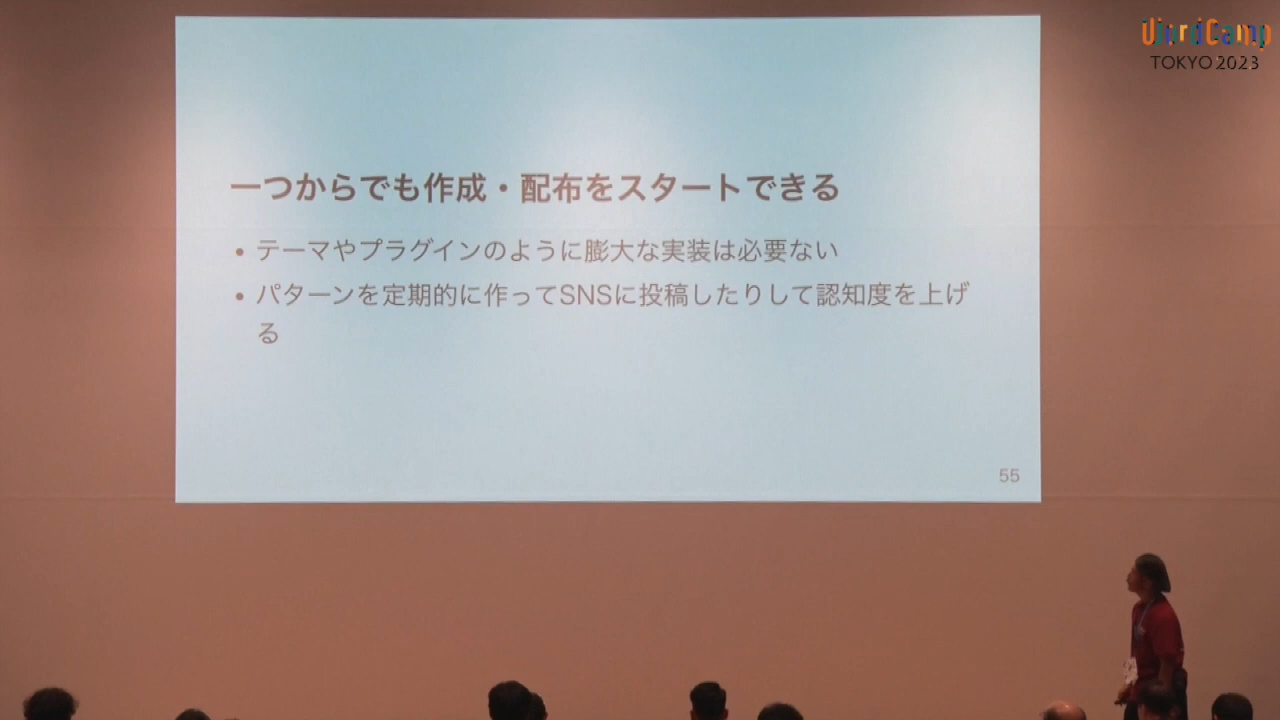 WordCamp
TOKYO 2023
一つからでも作成・配布をスタートできる
• テーマやプラグインのように膨大な実装は必要ない
• パターンを定期的に作ってSNSに投稿したりして認知度を上げ
る
55